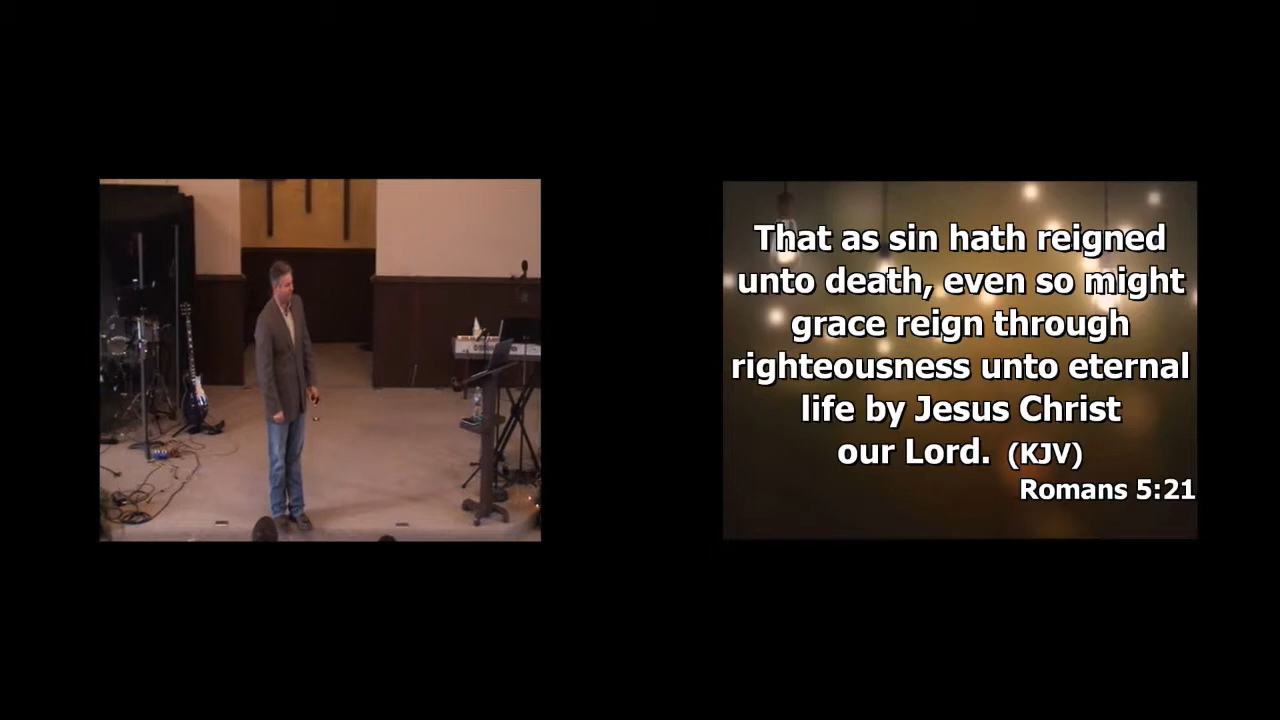 That as sin hath reigned
unto death, even so might
grace reign through
righteousness unto eternal
life by Jesus Christ
our Lord. (KJV)
Romans 5:21